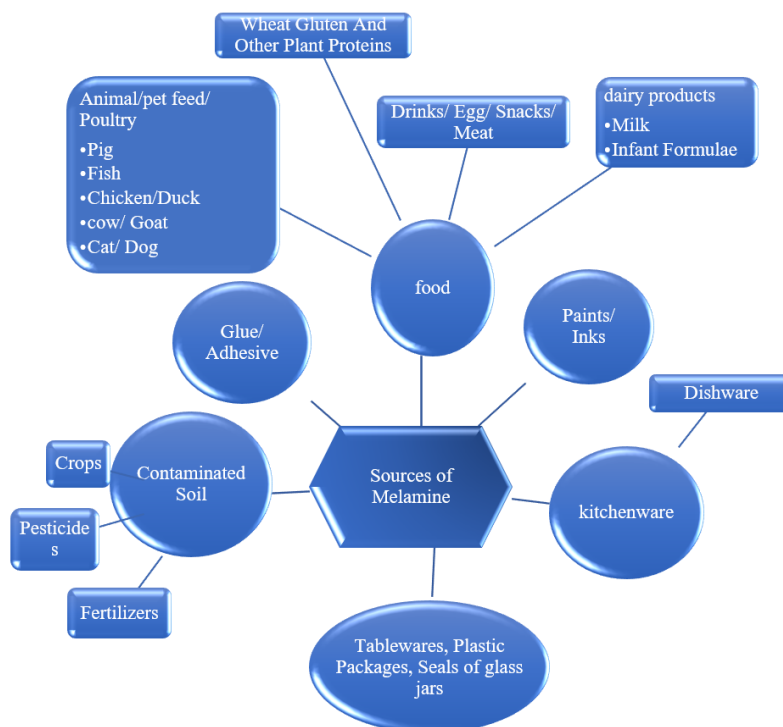 Wheat Gluten And
Other Plant Proteins
Animal/pet feed/
Poultry
•Pig
•Fish
•Chicken/Duck
•cow/ Goat
•Cat/ Dog
Drinks/ Egg/ Snacks/
Meat
dairy products
•Milk
•Infant Formulae
food
Glue/
Adhesive
Paints/
Inks
Dishware
Crops
Contaminated
Soil
Sources of
Melamine
kitchenware
Pesticide
s
Fertilizers
Tablewares, Plastic
Packages, Seals of glass
jars